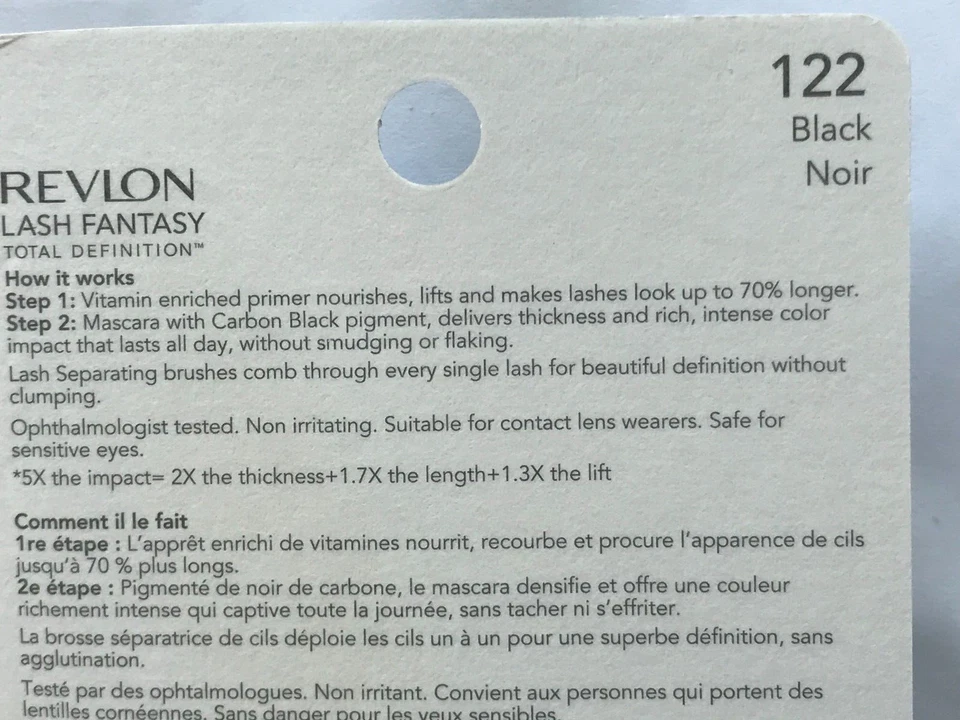 122
Black
Noir
REVLON
LASH FANTASY
TOTAL DEFINITION™
How it works
Step 1: Vitamin enriched primer nourishes, lifts and makes lashes look up to 70% longer.
Step 2: Mascara with Carbon Black pigment, delivers thickness and rich, intense color
impact that lasts all day, without smudging or flaking.
Lash Separating brushes comb through every single lash for beautiful definition without
clumping.
Ophthalmologist tested. Non irritating. Suitable for contact lens wearers. Safe for
sensitive eyes.
*5X the impact= 2X the thickness+1.7X the length+1.3X the lift
Comment il le fait
1re étape : L'apprêt enrichi de vitamines nourrit, recourbe et procure l'apparence de cils
jusqu'à 70 % plus longs.
2e étape : Pigmenté de noir de carbone, le mascara densifie et offre une couleur
richement intense qui captive toute la journée, sans tacher ni s'effriter.
La brosse séparatrice de cils déploie les cils un à un pour une superbe définition, sans
agglutination.
Testé par des ophtalmologues. Non irritant. Convient aux personnes qui portent des
lentilles cornéennes. Sans danger pour les yeux sensibles.